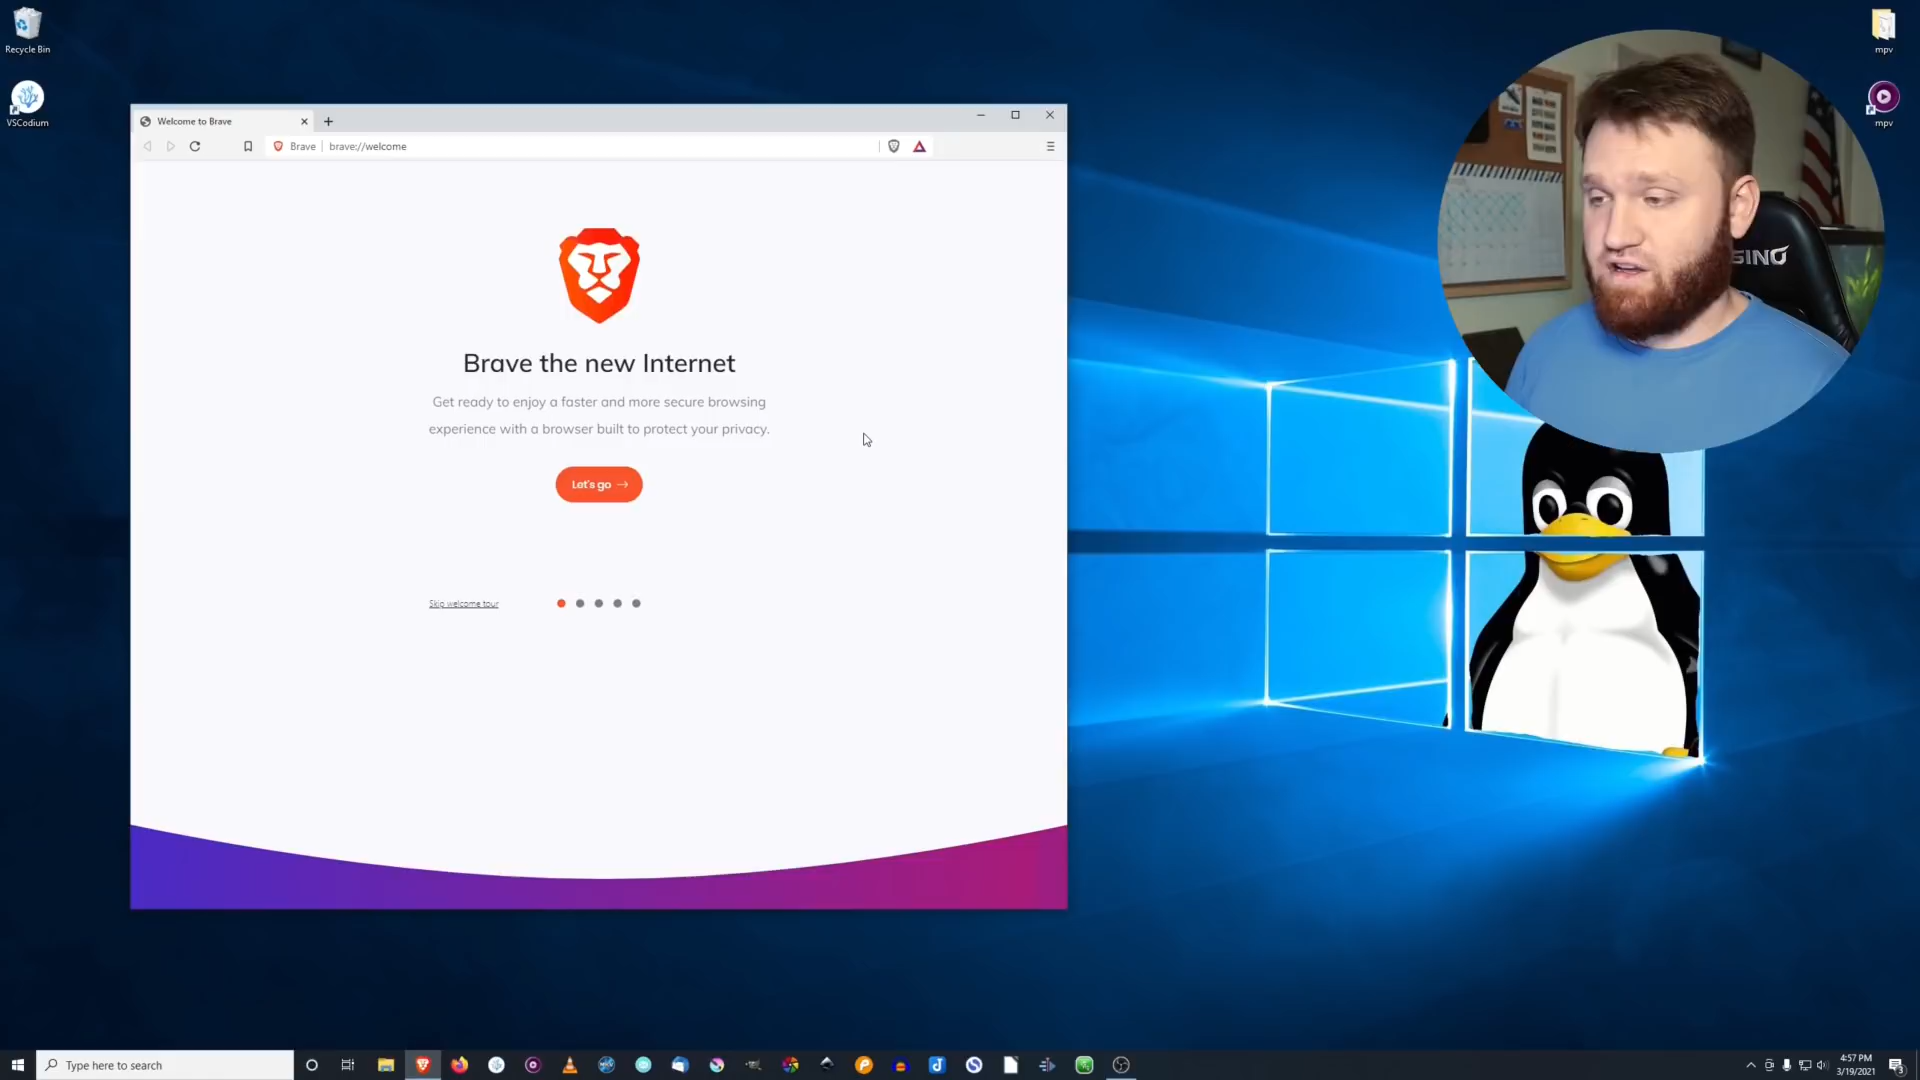 Recycle Bin
VSCodium
mpv
mpv
Welcome to Brave
Brave | brave://welcome
Brave the new Internet
Get ready to enjoy a faster and more secure browsing
experience with a browser built to protect your privacy.
Let's go →
Skip welcome tour
SINO
Type here to search
4:57 PM
3/19/2021
3